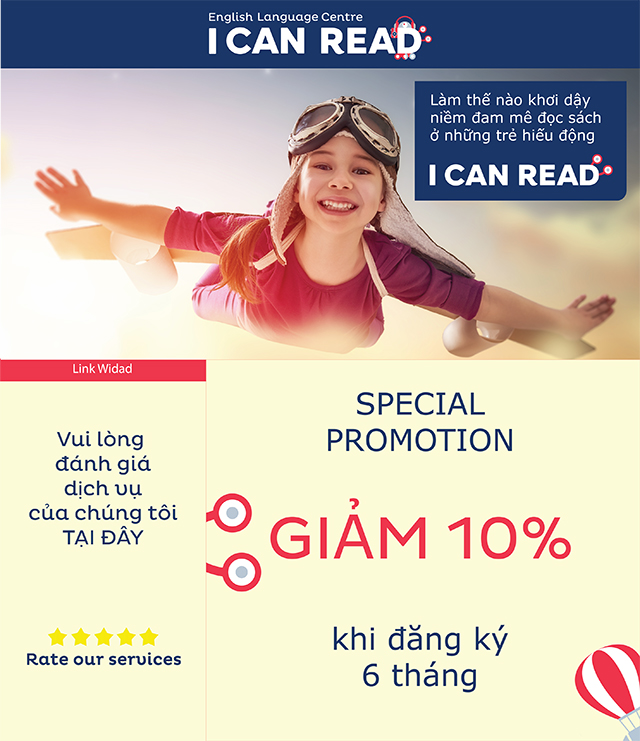 English Language Centre
I CAN READ
Làm thế nào khơi dậy
niềm đam mê đọc sách
ở những trẻ hiếu động
I CAN READ
Link Widad
Vui lòng
đánh giá
dịch vụ
của chúng tôi
TẠI ĐÂY
Rate our services
SPECIAL
PROMOTION
GIẢM 10%
khi đăng ký
6 tháng